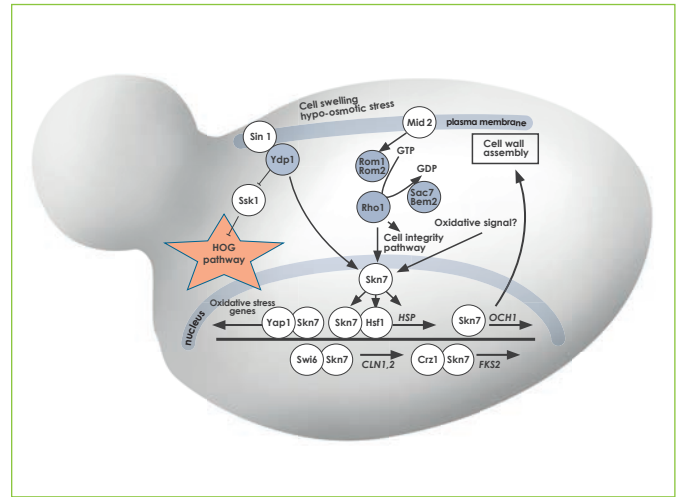 Cell swelling
hypo-osmotic stress
Sin 1
Ydp1
Ssk1
HOG
pathway
Mid 2
plasma membrane
Cell wall
assembly
Rom1
Rom2
GTP
GDP
Sac7
Bem2
Rho1
Cell integrity
pathway
Oxidative signal?
Skn7
nucleus
Oxidative stress
genes
Yap1 Skn7
Skn7 Hsf1 HSP
Skn7 OCH1
Swi6 Skn7 CLN1,2
Crz1 Skn7 FKS2